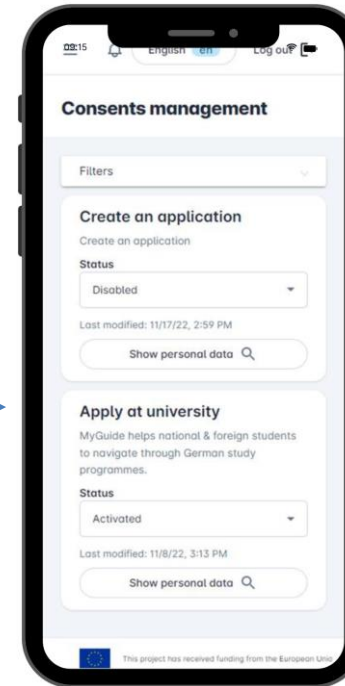 09:15
English en
Log out
Consents management
Filters
Create an application
Create an application
Status
Disabled
Last modified: 11/17/22, 2:59 PM
Show personal data
Apply at university
MyGuide helps national & foreign students
to navigate through German study
programmes.
Status
Activated
Last modified: 11/8/22, 3:13 PM
Show personal data
This project has received funding from the European Unio